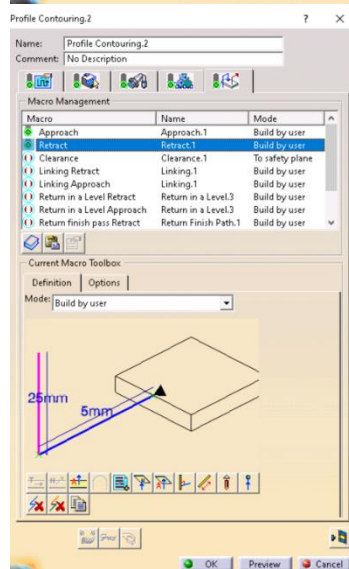 Profile Contouring.2 ? ×
Name: Profile Contouring.2
Comment: No Description
Macro Management
Macro Name Mode
Approach Approach.1 Build by user
Retract Retract.1 Build by user
Clearance Clearance.1 To safety plane
Linking Retract Linking.1 Build by user
Linking Approach Linking.1 Build by user
Return in a Level Retract Return in a Level.3 Build by user
Return in a Level Approach Return in a Level.3 Build by user
Return finish pass Retract Return Finish Path.1 Build by user
Current Macro Toolbox
Definition Options
Mode: Build by user
25mm
5mm
OK Preview Cancel